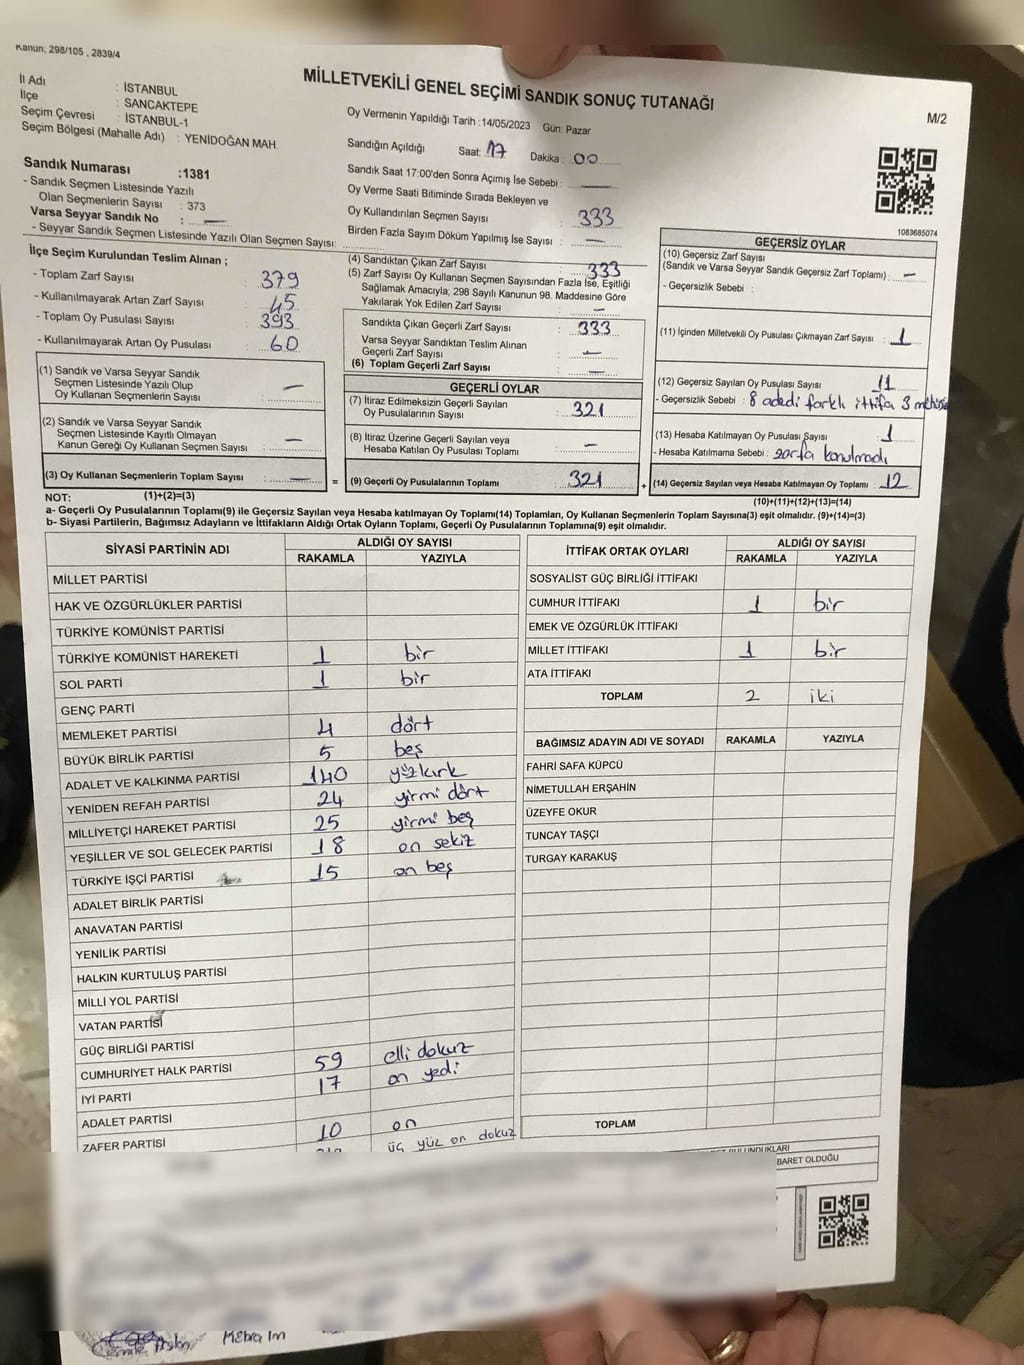 Kanun; 298/105 , 2839/4
MİLLETVEKİLİ GENEL SEÇİMİ SANDIK SONUÇ TUTANAĞI
M/2
İl Adı : İSTANBUL
İlçe : SANCAKTEPE
Seçim Çevresi : İSTANBUL-1
Seçim Bölgesi (Mahalle Adı) : YENİDOĞAN MAH.
Sandık Numarası :1381
- Sandık Seçmen Listesinde Yazılı
Olan Seçmenlerin Sayısı : 373
Varsa Seyyar Sandık No : —
- Seyyar Sandık Seçmen Listesinde Yazılı Olan Seçmen Sayısı:
Oy Vermenin Yapıldığı Tarih :14/05/2023 Gün: Pazar
Sandığın Açıldığı Saat: 17 Dakika : 00
Sandık Saat 17:00'den Sonra Açımış İse Sebebi: —
Oy Verme Saati Bitiminde Sırada Bekleyen ve
Oy Kullandırılan Seçmen Sayısı : 333
Birden Fazla Sayım Döküm Yapılmış İse Sayısı : —
1083685074
İlçe Seçim Kurulundan Teslim Alınan ;
- Toplam Zarf Sayısı : 379
- Kullanılmayarak Artan Zarf Sayısı : 45
- Toplam Oy Pusulası Sayısı : 393
- Kullanılmayarak Artan Oy Pusulası : 60
(1) Sandık ve Varsa Seyyar Sandık
Seçmen Listesinde Yazılı Olup
Oy Kullanan Seçmenlerin Sayısı : —
(2) Sandık ve Varsa Seyyar Sandık
Seçmen Listesinde Kayıtlı Olmayan
Kanun Gereği Oy Kullanan Seçmen Sayısı : —
(3) Oy Kullanan Seçmenlerin Toplam Sayısı : —
(1)+(2)=(3)
(4) Sandıktan Çıkan Zarf Sayısı : 333
(5) Zarf Sayısı Oy Kullanan Seçmen Sayısından Fazla İse, Eşitliği
Sağlamak Amacıyla; 298 Sayılı Kanunun 98. Maddesine Göre
Yakılarak Yok Edilen Zarf Sayısı : —
Sandıkta Çıkan Geçerli Zarf Sayısı : 333
Varsa Seyyar Sandıktan Teslim Alınan
Geçerli Zarf Sayısı : —
(6) Toplam Geçerli Zarf Sayısı : —
GEÇERLİ OYLAR
(7) İtiraz Edilmeksizin Geçerli Sayılan
Oy Pusulalarının Sayısı : 321
(8) İtiraz Üzerine Geçerli Sayılan veya
Hesaba Katılan Oy Pusulası Toplamı : —
= (9) Geçerli Oy Pusulalarının Toplamı : 321
GEÇERSİZ OYLAR
(10) Geçersiz Zarf Sayısı
(Sandık ve Varsa Seyyar Sandık Geçersiz Zarf Toplamı) : —
- Geçersizlik Sebebi :
(11) İçinden Milletvekili Oy Pusulası Çıkmayan Zarf Sayısı : 1
(12) Geçersiz Sayılan Oy Pusulası Sayısı : 11
- Geçersizlik Sebebi : 8 adedi farklı ittifa 3
(13) Hesaba Katılmayan Oy Pusulası Sayısı : 1
- Hesaba Katılmama Sebebi : zarfa konulmadı
+ (14) Geçersiz Sayılan veya Hesaba Katılmayan Oy Toplamı : 12
(10)+(11)+(12)+(13)=(14)
NOT:
a- Geçerli Oy Pusulalarının Toplamı(9) ile Geçersiz Sayılan veya Hesaba katılmayan Oy Toplamı(14) Toplamları, Oy Kullanan Seçmenlerin Toplam Sayısına(3) eşit olmalıdır. (9)+(14)=(3)
b- Siyasi Partilerin, Bağımsız Adayların ve İttifakların Aldığı Ortak Oyların Toplamı, Geçerli Oy Pusulalarının Toplamına(9) eşit olmalıdır.
SİYASİ PARTİNİN ADI ALDIĞI OY SAYISI
RAKAMLA YAZIYLA
MİLLET PARTİSİ
HAK VE ÖZGÜRLÜKLER PARTİSİ
TÜRKİYE KOMÜNİST PARTİSİ
TÜRKİYE KOMÜNİST HAREKETİ 1 bir
SOL PARTİ 1 bir
GENÇ PARTİ
MEMLEKET PARTİSİ 4 dört
BÜYÜK BİRLİK PARTİSİ 5 beş
ADALET VE KALKINMA PARTİSİ 140 yüzkırk
YENİDEN REFAH PARTİSİ 24 yirmi dört
MİLLİYETÇİ HAREKET PARTİSİ 25 yirmi beş
YEŞİLLER VE SOL GELECEK PARTİSİ 18 on sekiz
TÜRKİYE İŞÇİ PARTİSİ 15 on beş
ADALET BİRLİK PARTİSİ
ANAVATAN PARTİSİ
YENİLİK PARTİSİ
HALKIN KURTULUŞ PARTİSİ
MİLLİ YOL PARTİSİ
VATAN PARTİSİ
GÜÇ BİRLİĞİ PARTİSİ
CUMHURİYET HALK PARTİSİ 59 elli dokuz
İYİ PARTİ 17 on yedi
ADALET PARTİSİ
ZAFER PARTİSİ 10 on
üç yüz on dokuz
İTTİFAK ORTAK OYLARI ALDIĞI OY SAYISI
RAKAMLA YAZIYLA
SOSYALİST GÜÇ BİRLİĞİ İTTİFAKI
CUMHUR İTTİFAKI 1 bir
EMEK VE ÖZGÜRLÜK İTTİFAKI
MİLLET İTTİFAKI 1 bir
ATA İTTİFAKI
TOPLAM 2 iki
BAĞIMSIZ ADAYIN ADI VE SOYADI RAKAMLA YAZIYLA
FAHRİ SAFA KÜPCÜ
NİMETULLAH ERŞAHİN
ÜZEYFE OKUR
TUNCAY TAŞÇI
TURGAY KARAKUŞ
TOPLAM
BARET OLDUĞU